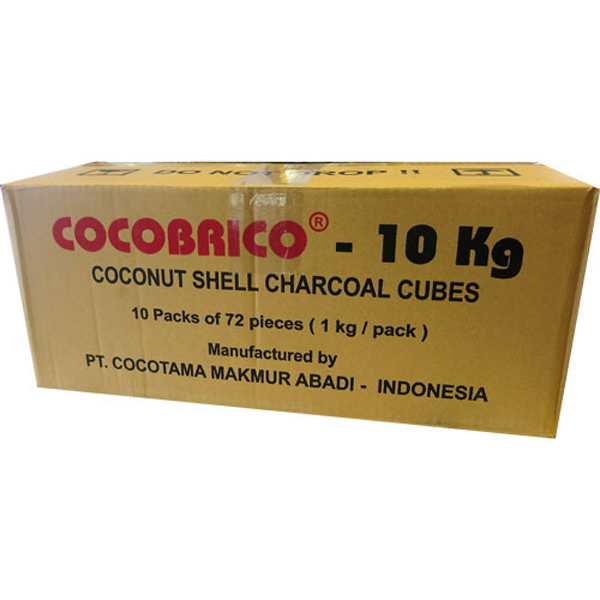 DO NOT DROP !!
COCOBRICO® - 10 Kg
COCONUT SHELL CHARCOAL CUBES
10 Packs of 72 pieces ( 1 kg / pack )
Manufactured by
PT. COCOTAMA MAKMUR ABADI - INDONESIA